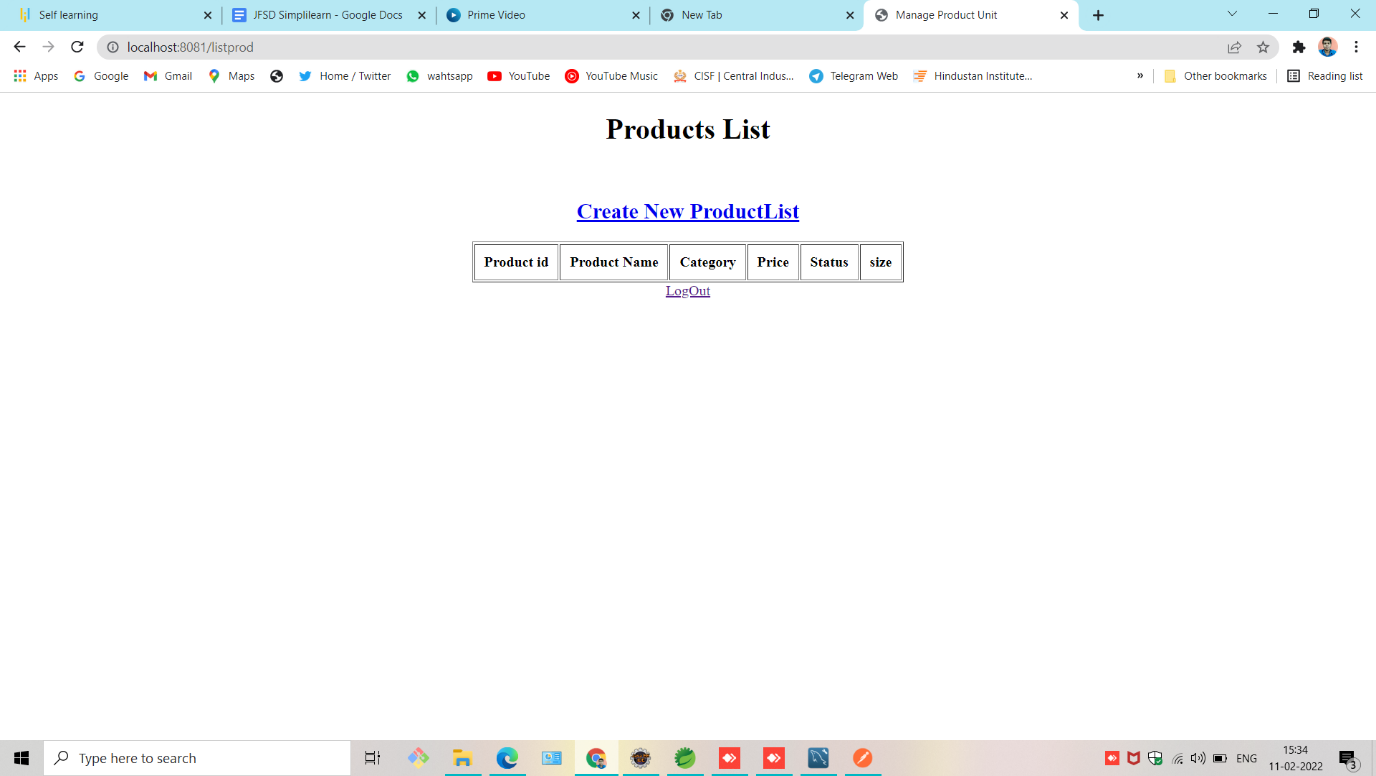 Self learning
JFSD Simplilearn - Google Docs
Prime Video
New Tab
Manage Product Unit
localhost:8081/listprod
Apps
Google
Gmail
Maps
Home / Twitter
wahtsapp
YouTube
YouTube Music
CISF | Central Indus...
Telegram Web
Hindustan Institute...
»
Other bookmarks
Reading list
Products List
Create New ProductList
Product id Product Name Category Price Status size
LogOut
Type here to search
ENG
15:34
11-02-2022
3